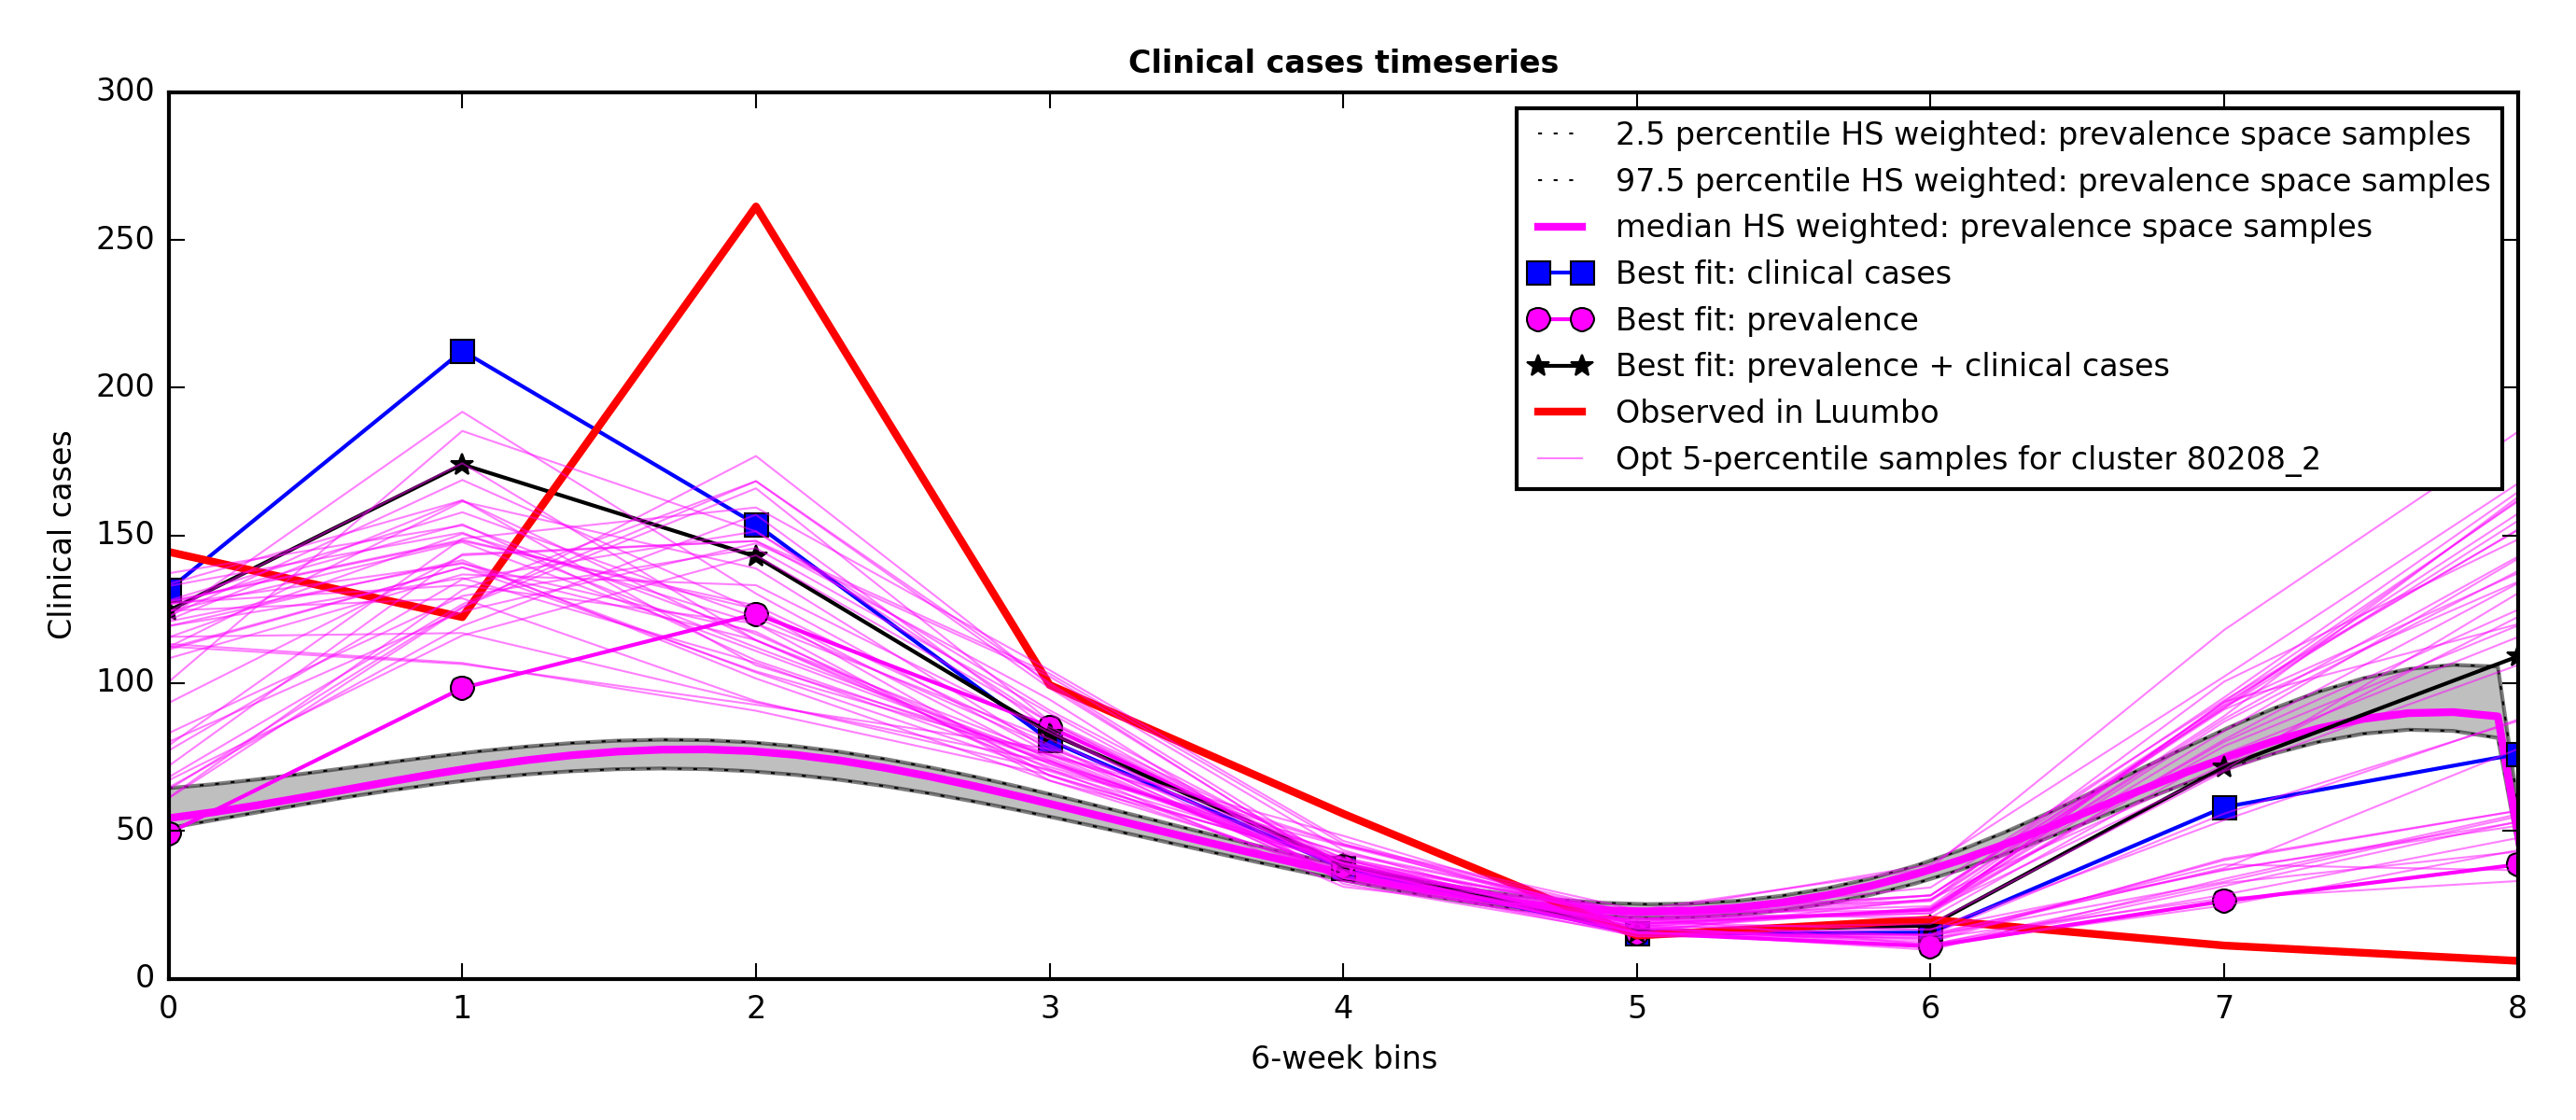 Clinical cases timeseries
300
250
200
150
100
50
0
Clinical cases
2.5 percentile HS weighted: prevalence space samples
97.5 percentile HS weighted: prevalence space samples
median HS weighted: prevalence space samples
Best fit: clinical cases
Best fit: prevalence
Best fit: prevalence + clinical cases
Observed in Luumbo
Opt 5-percentile samples for cluster 80208_2
0 1 2 3 4 5 6 7 8
6-week bins